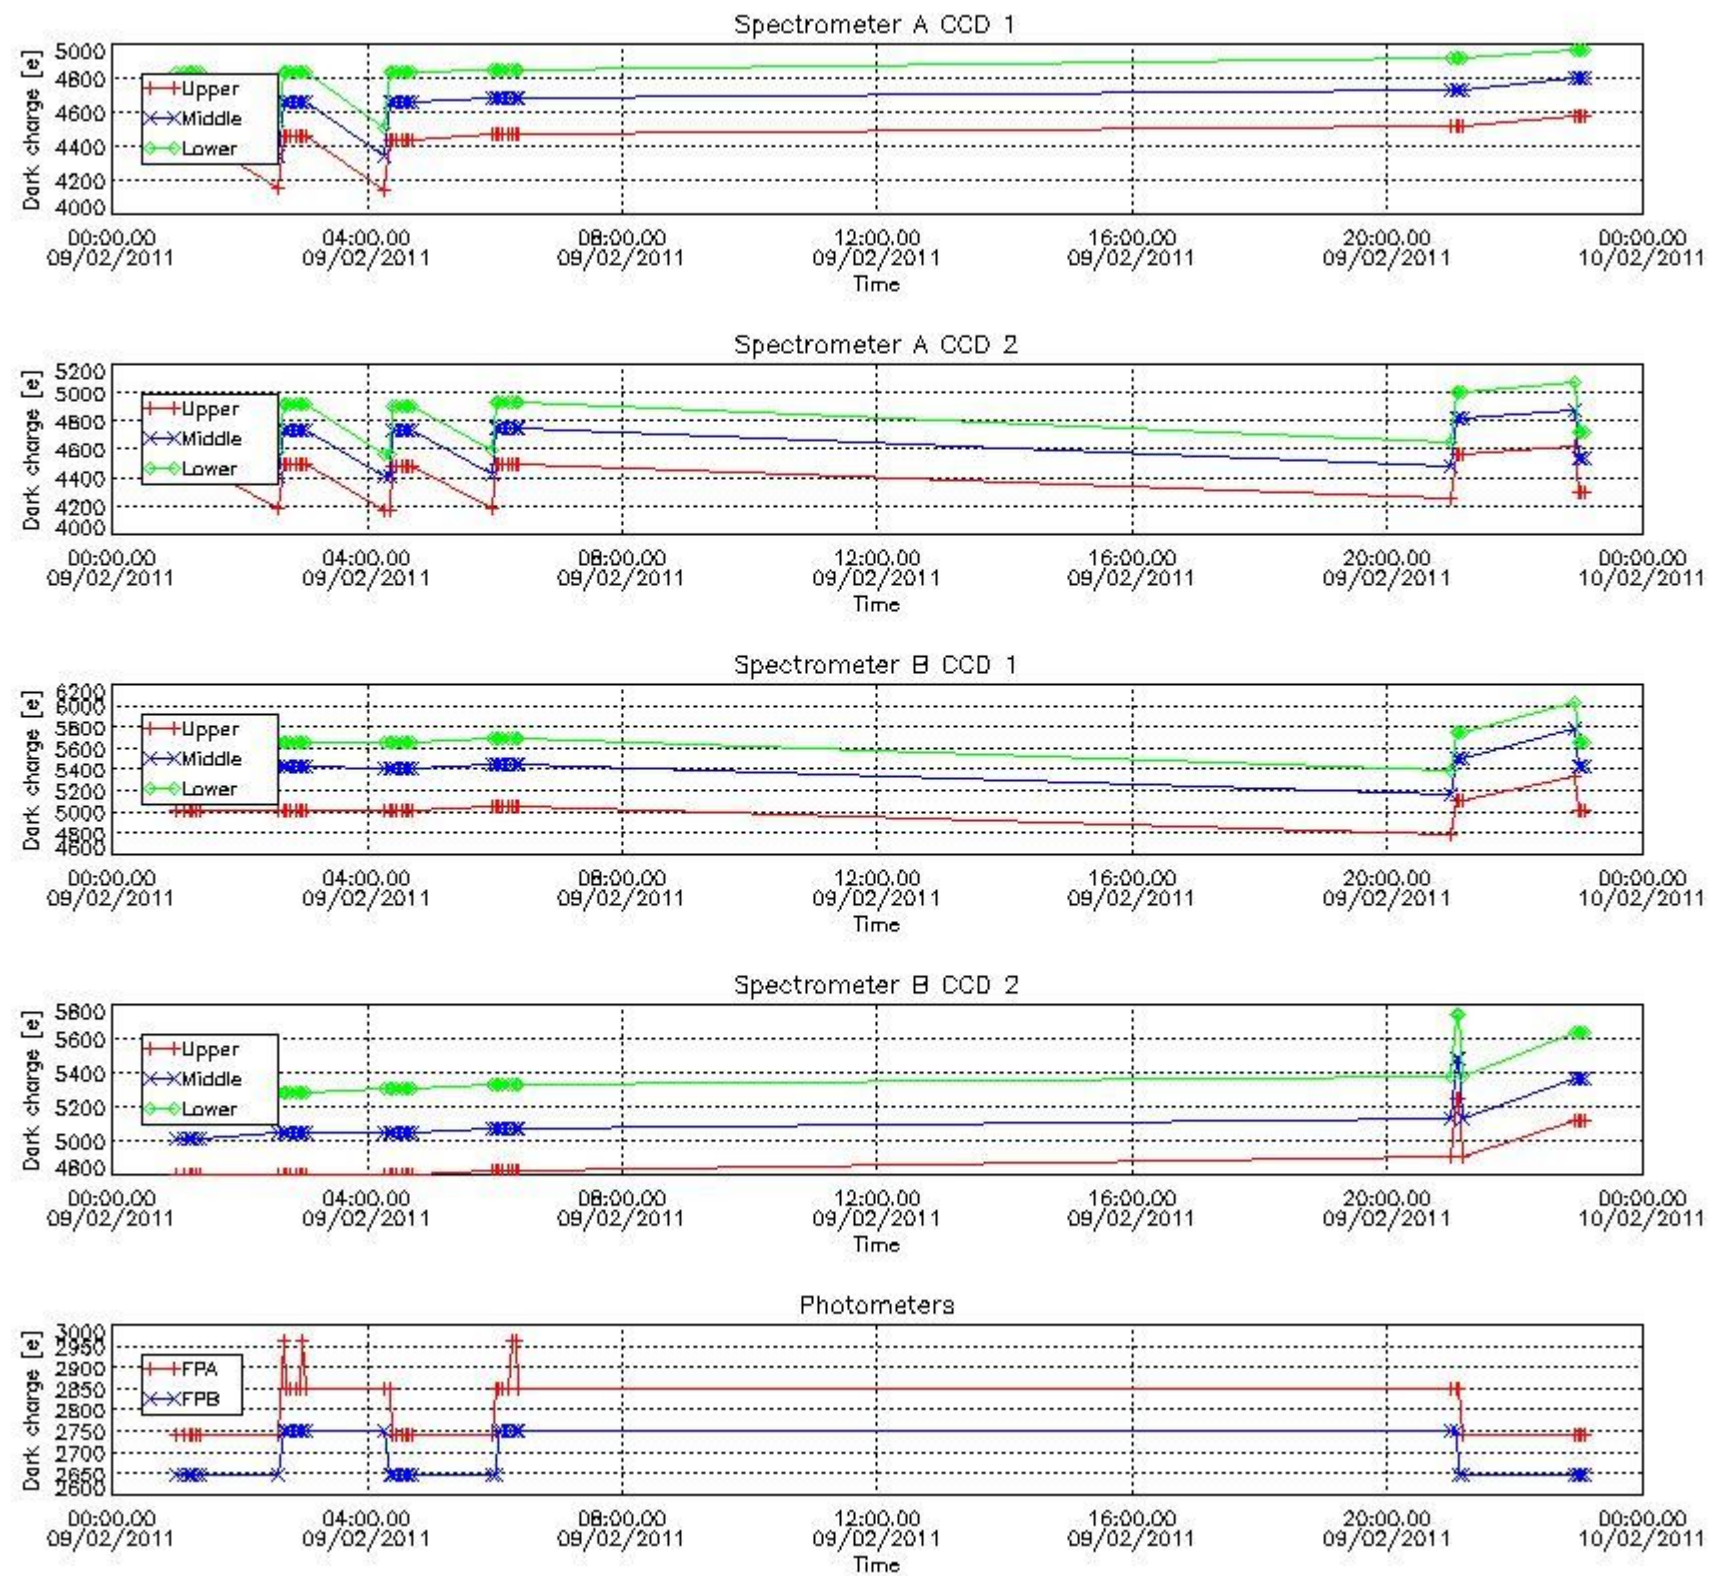 Spectrometer A CCD 1
Dark charge [e]
5000
4800
4600
4400
4200
4000
Upper
Middle
Lower
00:00.00 04:00.00 08:00.00 12:00.00 16:00.00 20:00.00 00:00.00
09/02/2011 09/02/2011 09/02/2011 09/02/2011 09/02/2011 09/02/2011 10/02/2011
Time
Spectrometer A CCD 2
Dark charge [e]
5200
5000
4800
4600
4400
4200
4000
Upper
Middle
Lower
00:00.00 04:00.00 08:00.00 12:00.00 16:00.00 20:00.00 00:00.00
09/02/2011 09/02/2011 09/02/2011 09/02/2011 09/02/2011 09/02/2011 10/02/2011
Time
Spectrometer B CCD 1
Dark charge [e]
6200
6000
5800
5600
5400
5200
5000
4800
4600
Upper
Middle
Lower
00:00.00 04:00.00 08:00.00 12:00.00 16:00.00 20:00.00 00:00.00
09/02/2011 09/02/2011 09/02/2011 09/02/2011 09/02/2011 09/02/2011 10/02/2011
Time
Spectrometer B CCD 2
Dark charge [e]
5800
5600
5400
5200
5000
4800
Upper
Middle
Lower
00:00.00 04:00.00 08:00.00 12:00.00 16:00.00 20:00.00 00:00.00
09/02/2011 09/02/2011 09/02/2011 09/02/2011 09/02/2011 09/02/2011 10/02/2011
Time
Photometers
Dark charge [e]
3000
2950
2900
2850
2800
2750
2700
2650
2600
FPA
FPB
00:00.00 04:00.00 08:00.00 12:00.00 16:00.00 20:00.00 00:00.00
09/02/2011 09/02/2011 09/02/2011 09/02/2011 09/02/2011 09/02/2011 10/02/2011
Time